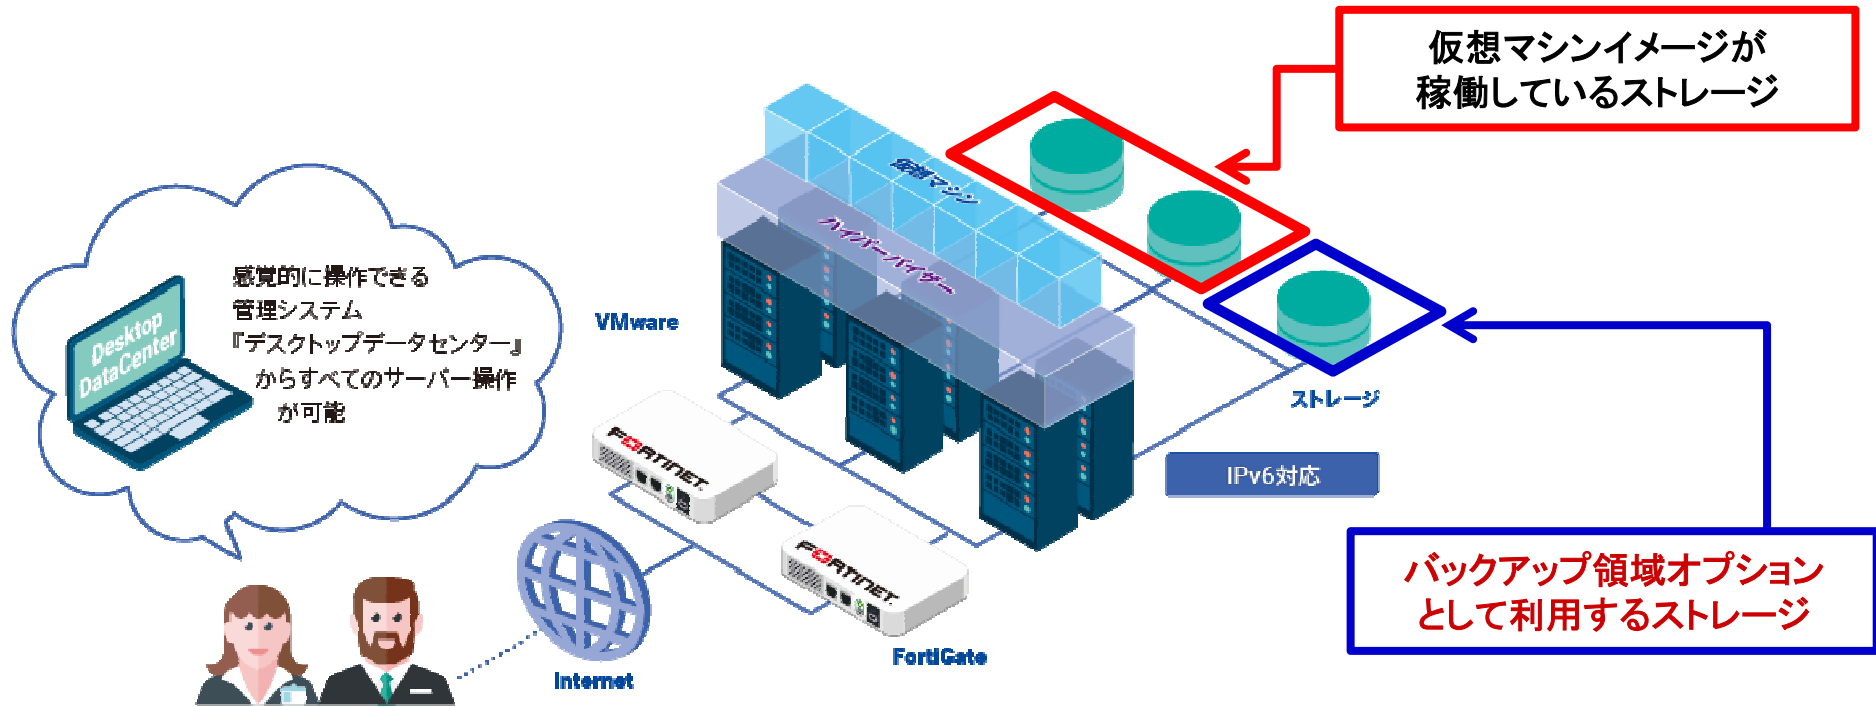 仮想マシンイメージが
稼働しているストレージ
仮想マシン
ハイパーバイザー
感覚的に操作できる
管理システム
『デスクトップデータセンター』
からすべてのサーバー操作
が可能
Desktop
DataCenter
VMware
ストレージ
FORTINET
IPv6対応
FORTINET
バックアップ領域オプション
として利用するストレージ
FortiGate
Internet